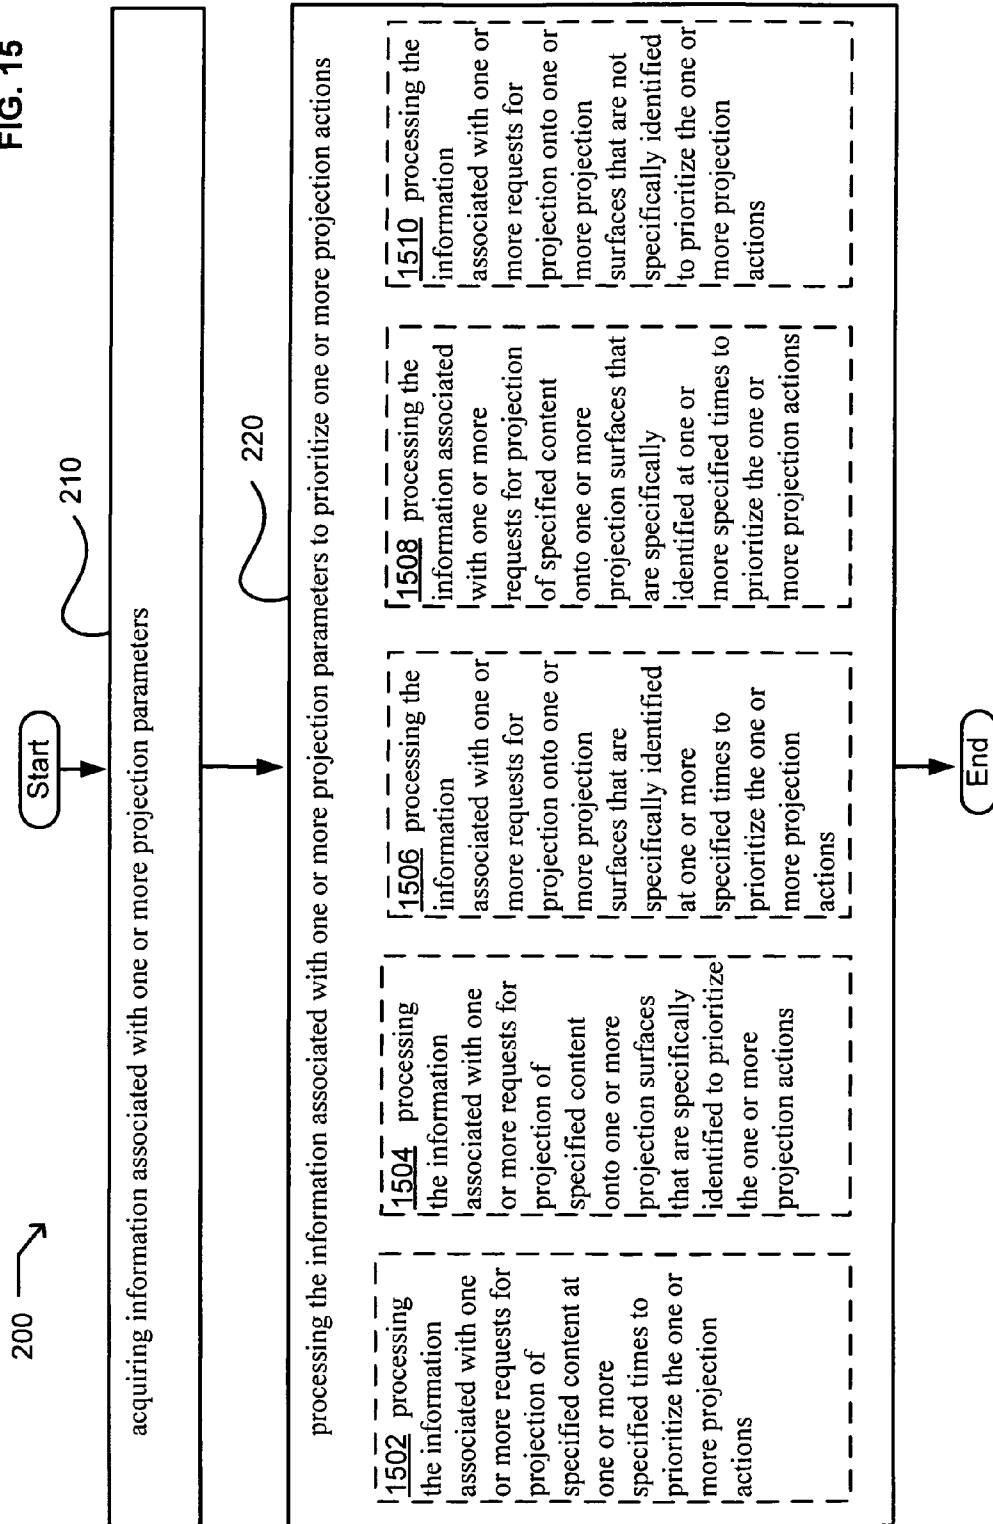 FIG. 15
200
Start
210
acquiring information associated with one or more projection parameters
220
processing the information associated with one or more projection parameters to prioritize one or more projection actions
1502 processing
the information
associated with one
or more requests for
projection of
specified content at
one or more
specified times to
prioritize the one or
more projection
actions
1504 processing
the information
associated with one
or more requests for
projection of
specified content
onto one or more
projection surfaces
that are specifically
identified to prioritize
the one or more
projection actions
1506 processing the
information
associated with one or
more requests for
projection onto one or
more projection
surfaces that are
specifically identified
at one or more
specified times to
prioritize the one or
more projection
actions
1508 processing the
information associated
with one or more
requests for projection
of specified content
onto one or more
projection surfaces that
are specifically
identified at one or
more specified times to
prioritize the one or
more projection actions
1510 processing the
information
associated with one or
more requests for
projection onto one or
more projection
surfaces that are not
specifically identified
to prioritize the one or
more projection
actions
End